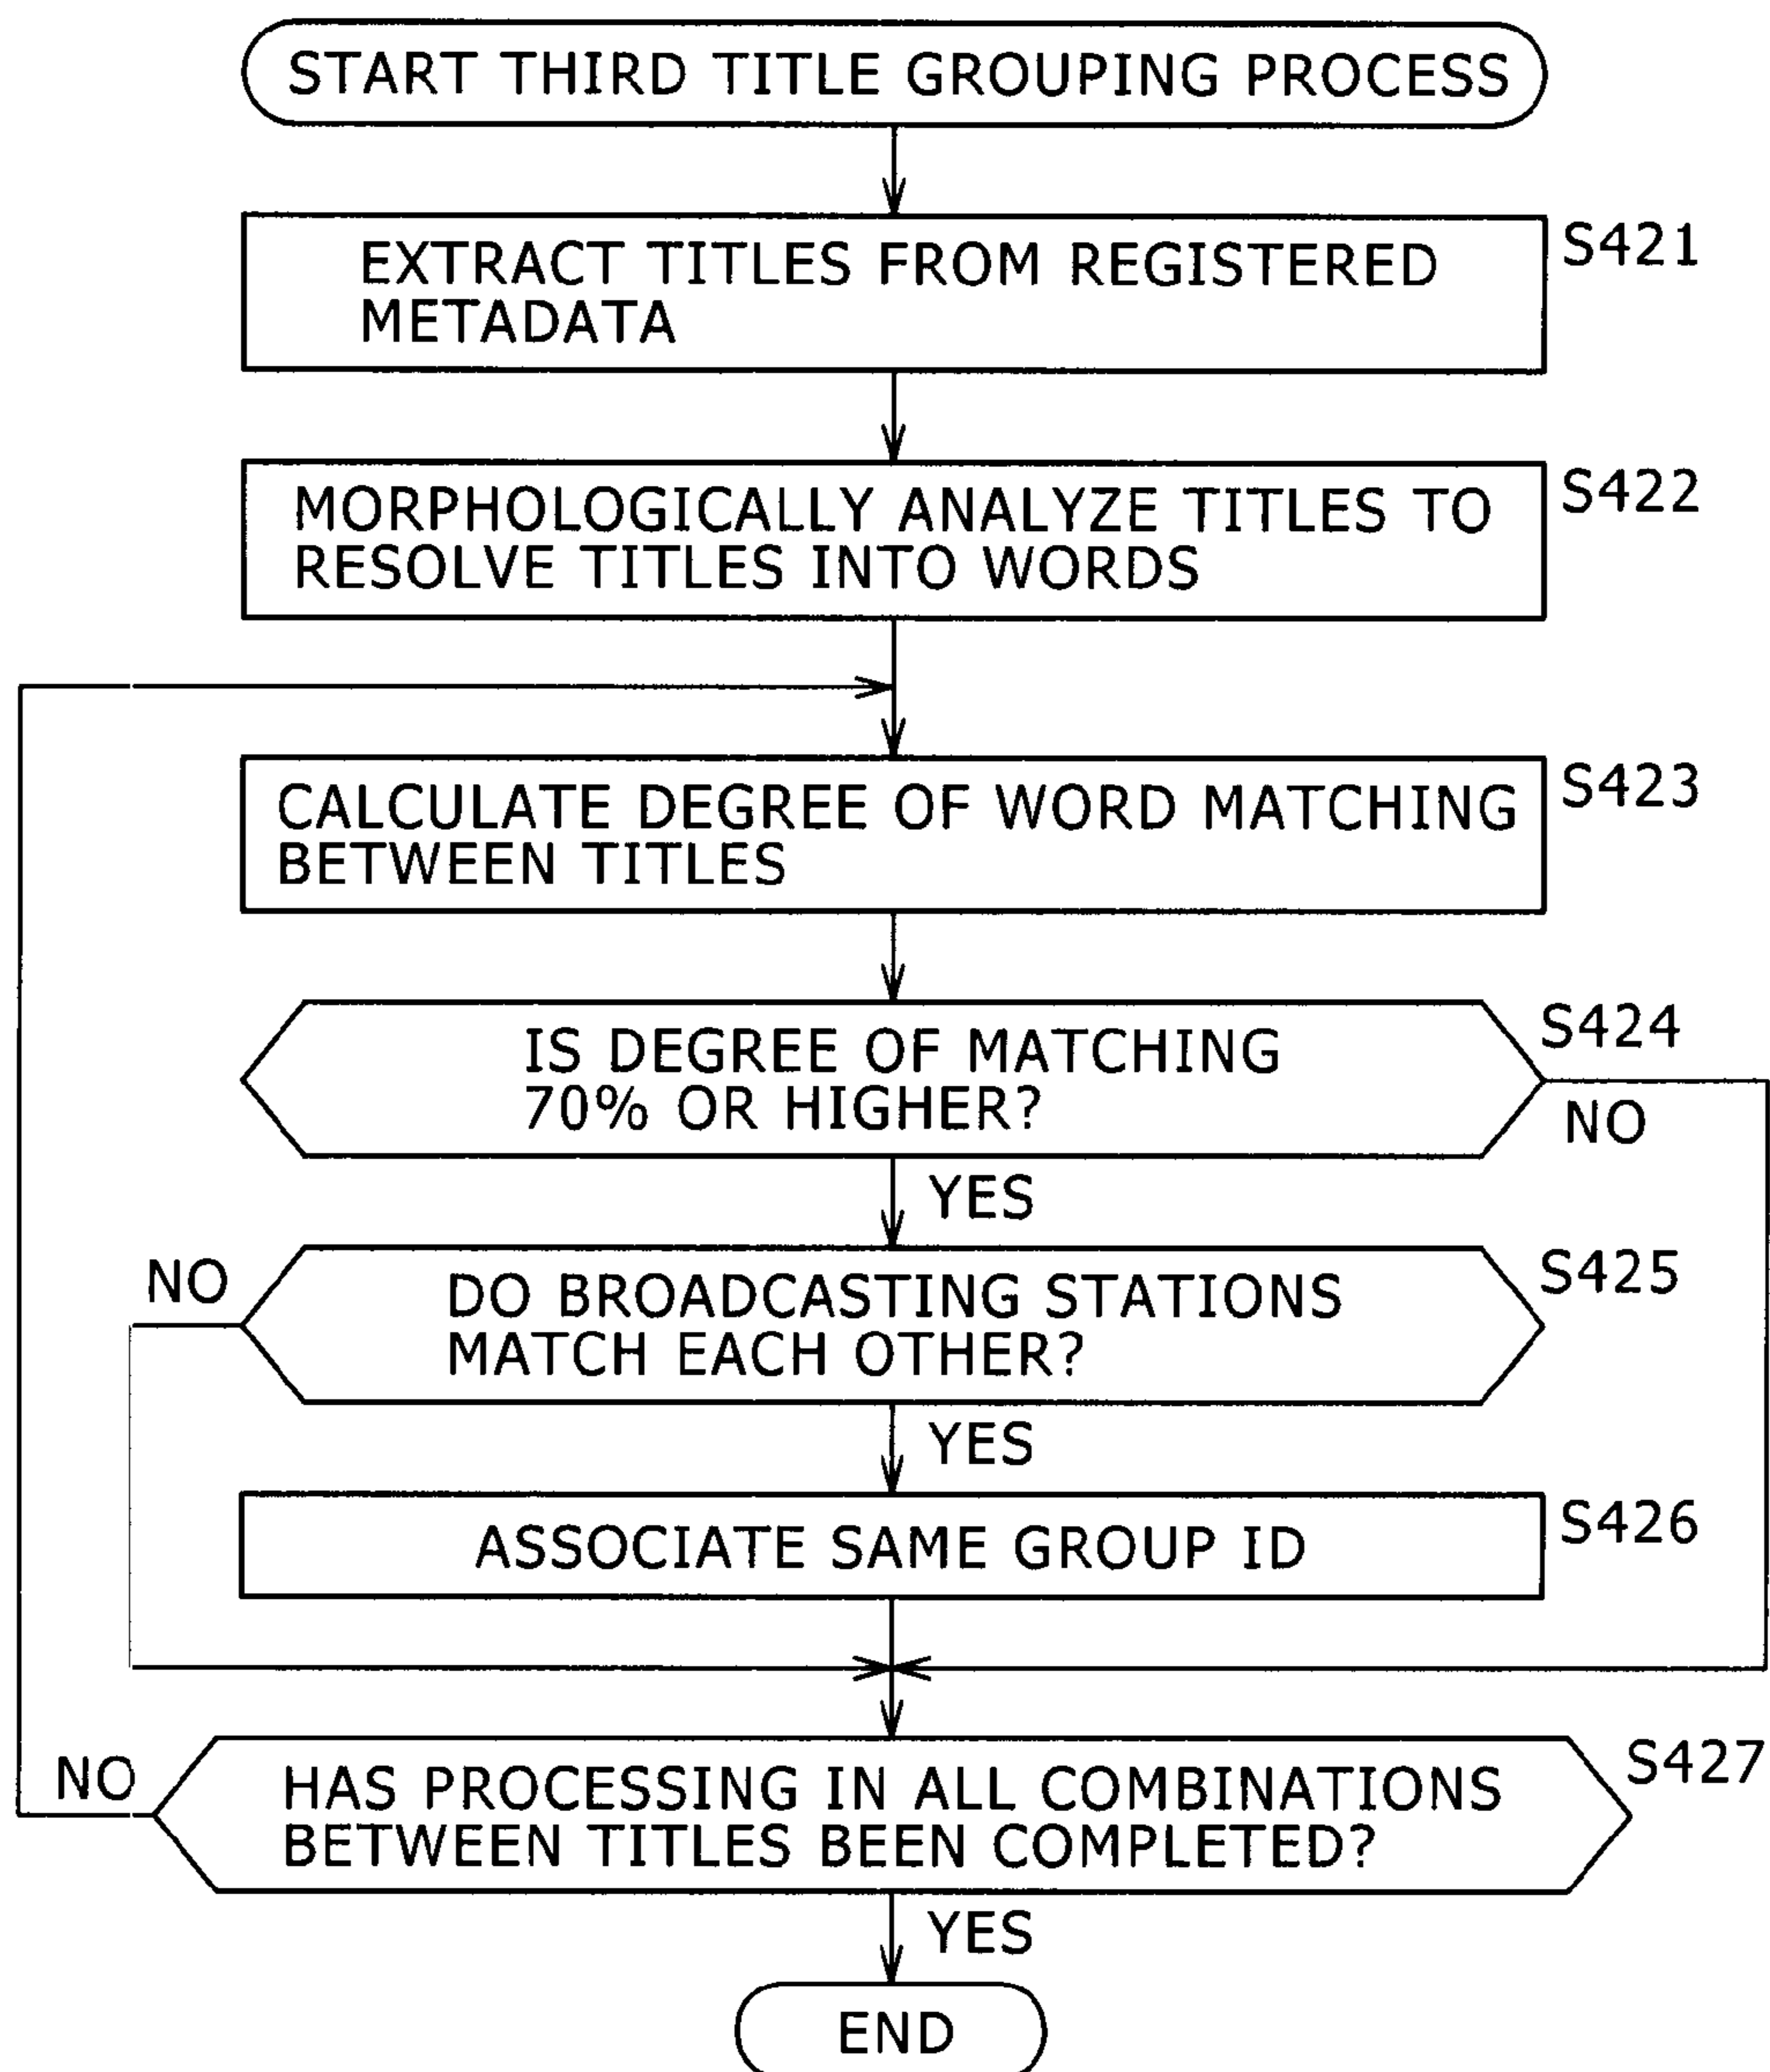 START THIRD TITLE GROUPING PROCESS
EXTRACT TITLES FROM REGISTERED
METADATA
S421
MORPHOLOGICALLY ANALYZE TITLES TO
RESOLVE TITLES INTO WORDS
S422
CALCULATE DEGREE OF WORD MATCHING
BETWEEN TITLES
S423
IS DEGREE OF MATCHING
70% OR HIGHER?
S424
NO
YES
NO
DO BROADCASTING STATIONS
MATCH EACH OTHER?
S425
YES
ASSOCIATE SAME GROUP ID
S426
NO
HAS PROCESSING IN ALL COMBINATIONS
BETWEEN TITLES BEEN COMPLETED?
S427
YES
END